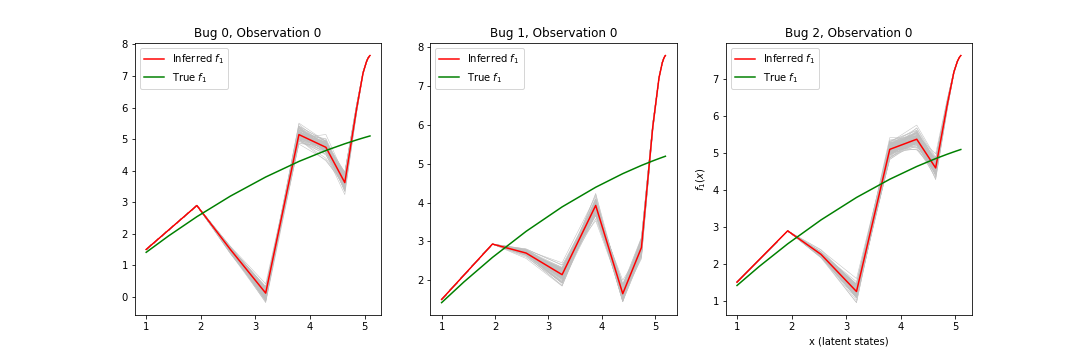 Bug 0, Observation 0
Inferred f₁
True f₁
8
7
6
5
4
3
2
1
0
1 2 3 4 5
Bug 1, Observation 0
Inferred f₁
True f₁
8
7
6
5
4
3
2
1 2 3 4 5
Bug 2, Observation 0
Inferred f₁
True f₁
f₁(x)
7
6
5
4
3
2
1
1 2 3 4 5
x (latent states)